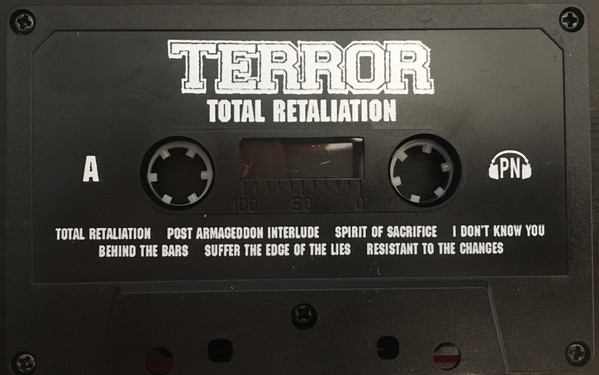 TERROR
TOTAL RETALIATION
A
PN
100 50 0
TOTAL RETALIATION POST ARMAGEDDON INTERLUDE SPIRIT OF SACRIFICE I DON'T KNOW YOU
BEHIND THE BARS SUFFER THE EDGE OF THE LIES RESISTANT TO THE CHANGES